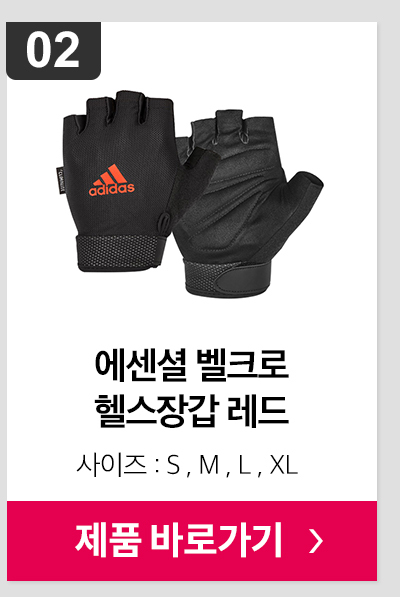 02
adidas
에센셜 벨크로
헬스장갑 레드
사이즈 : S , M , L , XL
제품 바로가기 >